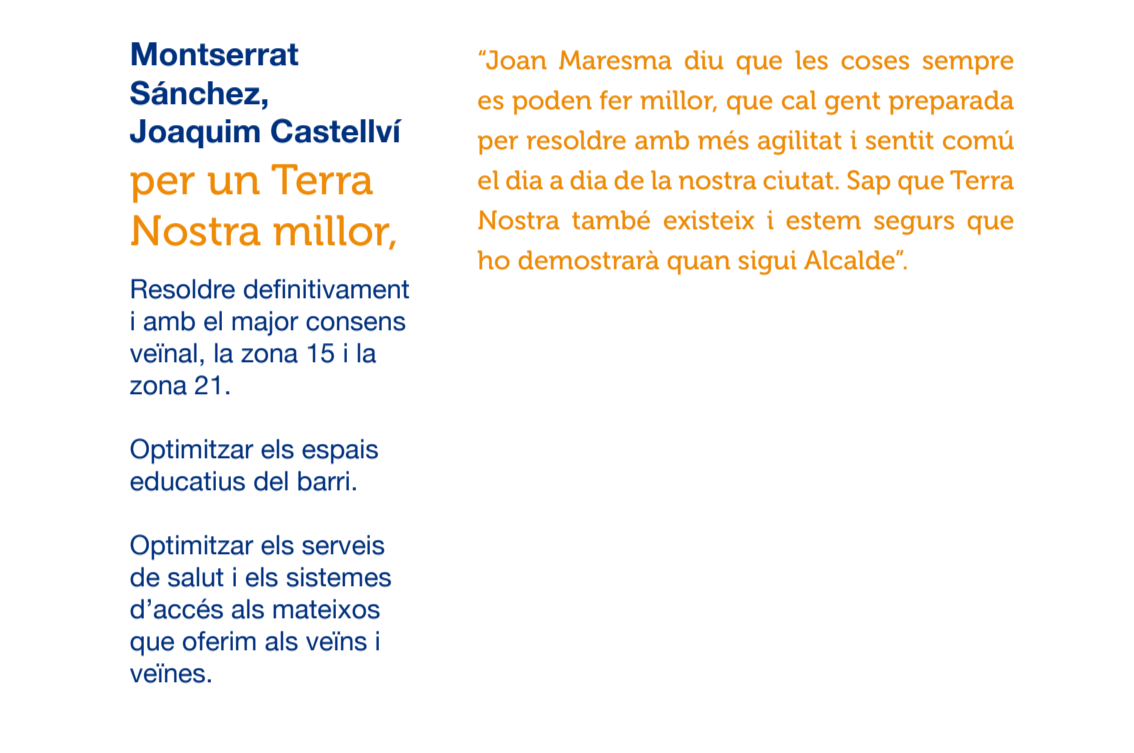 Montserrat
Sánchez,
Joaquim Castellví
per un Terra
Nostra millor,
Resoldre definitivament
i amb el major consens
veïnal, la zona 15 i la
zona 21.
Optimitzar els espais
educatius del barri.
Optimitzar els serveis
de salut i els sistemes
d’accés als mateixos
que oferim als veïns i
veïnes.
“Joan Maresma diu que les coses sempre
es poden fer millor, que cal gent preparada
per resoldre amb més agilitat i sentit comú
el dia a dia de la nostra ciutat. Sap que Terra
Nostra també existeix i estem segurs que
ho demostrarà quan sigui Alcalde”.